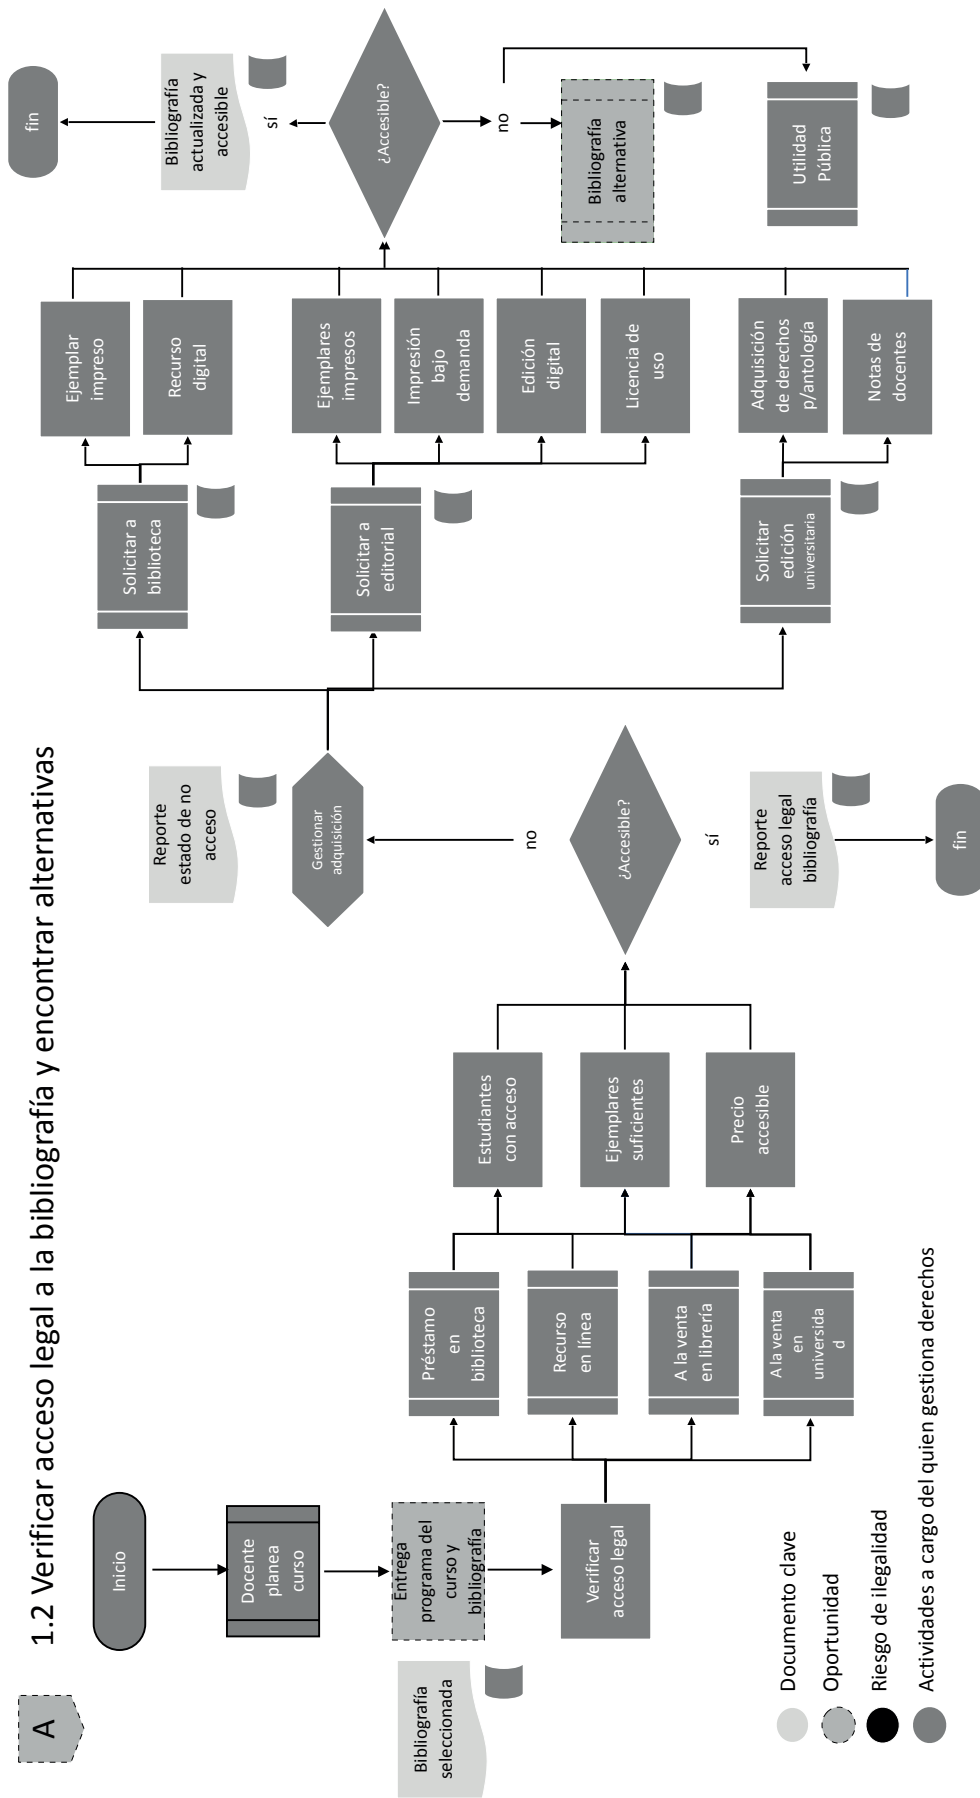 A
1.2 Verificar acceso legal a la bibliografía y encontrar alternativas
Inicio
Docente
planea
curso
Entrega
programa del
curso y
bibliografía
Bibliografía
seleccionada
Verificar
acceso legal
Préstamo
en
biblioteca
Recurso
en línea
A la venta
en librería
A la venta
en
universida
d
Estudiantes
con acceso
Ejemplares
suficientes
Precio
accesible
¿Accesible?
no
sí
Reporte
acceso legal
bibliografía
fin
Reporte
estado de no
acceso
Gestionar
adquisición
Solicitar a
biblioteca
Solicitar a
editorial
Solicitar
edición
universitaria
Ejemplar
impreso
Recurso
digital
Ejemplares
impresos
Impresión
bajo
demanda
Edición
digital
Licencia de
uso
Adquisición
de derechos
p/antología
Notas de
docentes
¿Accesible?
sí
no
Bibliografía
actualizada y
accesible
fin
Bibliografía
alternativa
Utilidad
Pública
Documento clave
Oportunidad
Riesgo de ilegalidad
Actividades a cargo del quien gestiona derechos